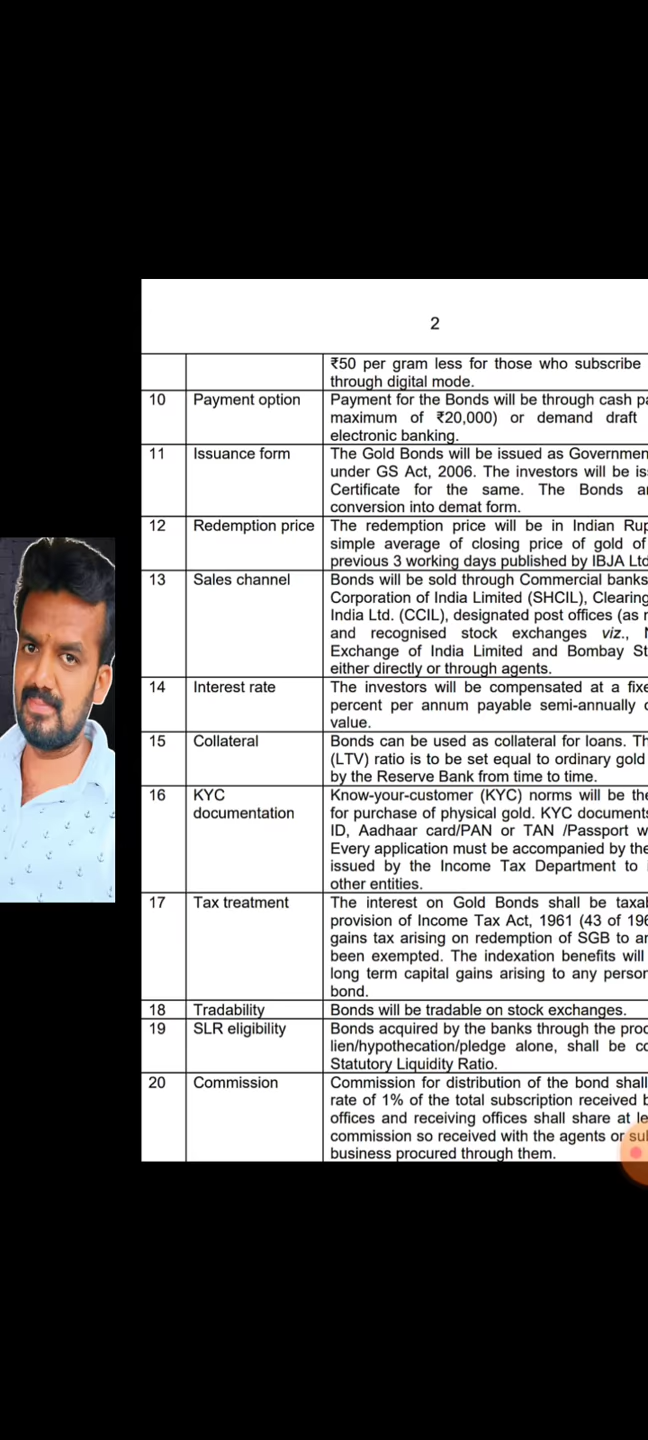 2
₹50 per gram less for those who subscribe
through digital mode.
10 Payment option Payment for the Bonds will be through cash pa
maximum of ₹20,000) or demand draft
electronic banking.
11 Issuance form The Gold Bonds will be issued as Governmen
under GS Act, 2006. The investors will be is
Certificate for the same. The Bonds a
conversion into demat form.
12 Redemption price The redemption price will be in Indian Rup
simple average of closing price of gold of
previous 3 working days published by IBJA Ltd
13 Sales channel Bonds will be sold through Commercial banks
Corporation of India Limited (SHCIL), Clearing
India Ltd. (CCIL), designated post offices (as
and recognised stock exchanges viz., N
Exchange of India Limited and Bombay St
either directly or through agents.
14 Interest rate The investors will be compensated at a fixe
percent per annum payable semi-annually
value.
15 Collateral Bonds can be used as collateral for loans. Th
(LTV) ratio is to be set equal to ordinary gold
by the Reserve Bank from time to time.
16 KYC Know-your-customer (KYC) norms will be the
documentation for purchase of physical gold. KYC documents
ID, Aadhaar card/PAN or TAN /Passport w
Every application must be accompanied by the
issued by the Income Tax Department to
other entities.
17 Tax treatment The interest on Gold Bonds shall be taxab
provision of Income Tax Act, 1961 (43 of 196
gains tax arising on redemption of SGB to a
been exempted. The indexation benefits will
long term capital gains arising to any person
bond.
18 Tradability Bonds will be tradable on stock exchanges.
19 SLR eligibility Bonds acquired by the banks through the proc
lien/hypothecation/pledge alone, shall be co
Statutory Liquidity Ratio.
20 Commission Commission for distribution of the bond shall
rate of 1% of the total subscription received b
offices and receiving offices shall share at le
commission so received with the agents or sul
business procured through them.